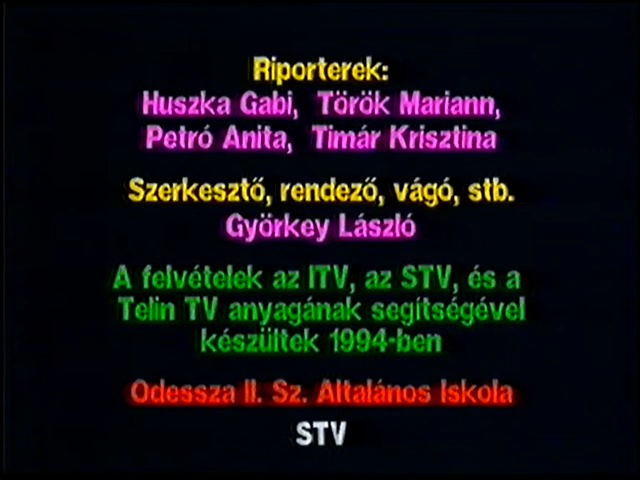 Riporterek:
Huszka Gabi, Török Mariann,
Petró Anita, Timár Krisztina
Szerkesztő, rendező, vágó, stb.
Györkey László
A felvételek az ITV, az STV, és a
Telin TV anyagának segítségével
készültek 1994-ben
Odessza II. Sz. Altalános Iskola
STV